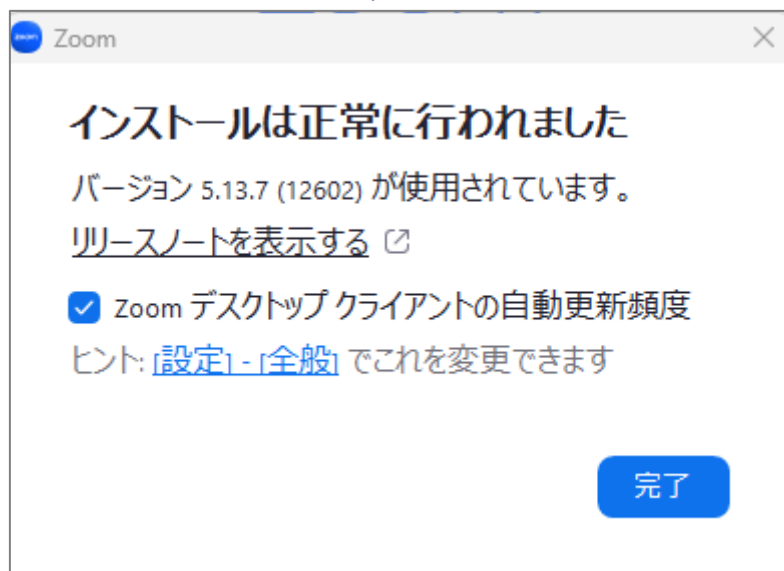 zoom Zoom
インストールは正常に行われました
バージョン 5.13.7 (12602) が使用されています。
リリースノートを表示する
Zoom デスクトップ クライアントの自動更新頻度
ヒント: [設定] - [全般] でこれを変更できます
完了